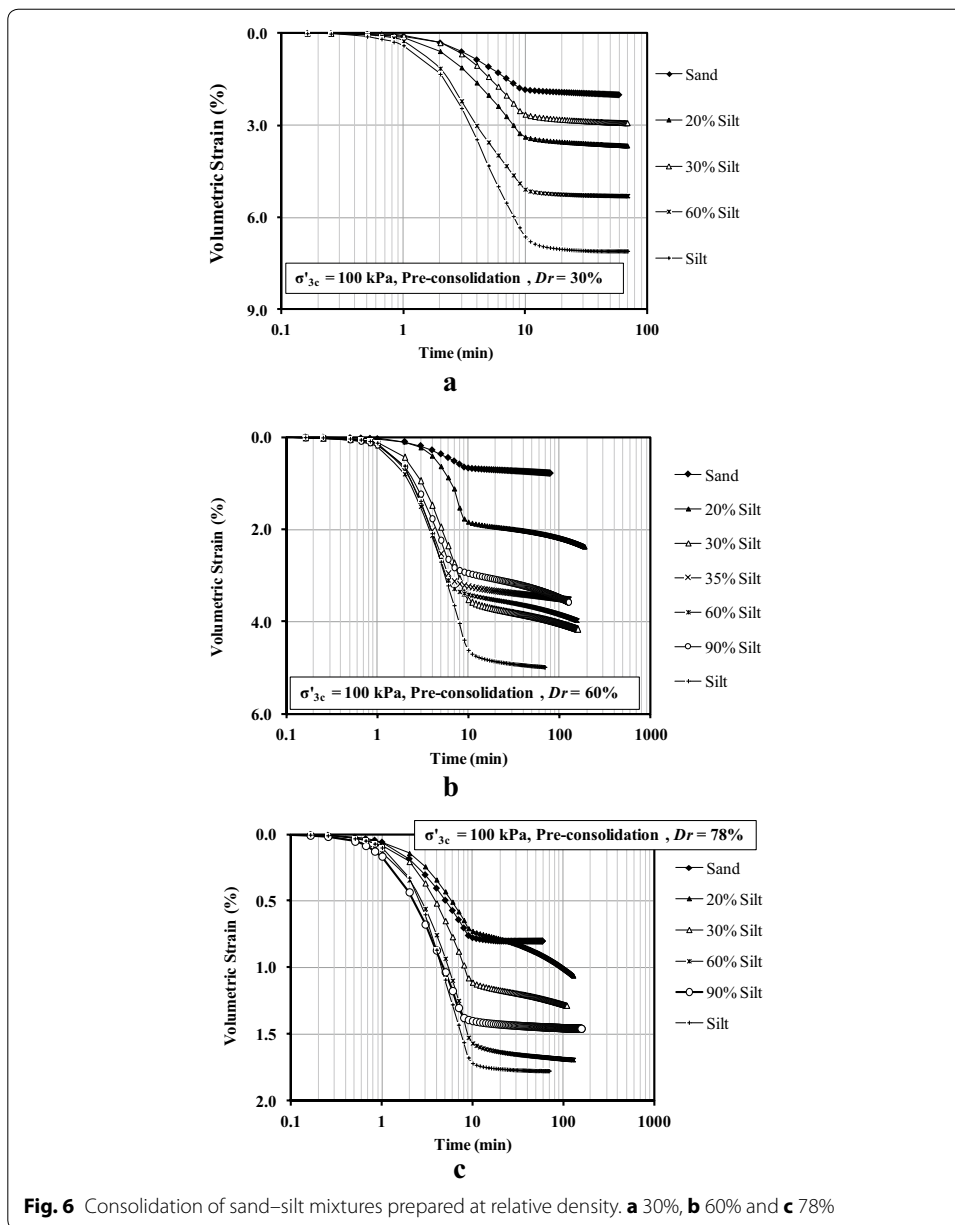 0.0
3.0
6.0
9.0
Volumetric Strain (%)
σ'3c = 100 kPa, Pre-consolidation , Dr = 30%
0.1 1 10 100
Time (min)
Sand
20% Silt
30% Silt
60% Silt
Silt
a
0.0
2.0
4.0
6.0
Volumetric Strain (%)
σ'3c = 100 kPa, Pre-consolidation , Dr = 60%
0.1 1 10 100 1000
Time (min)
Sand
20% Silt
30% Silt
35% Silt
60% Silt
90% Silt
Silt
b
σ'3c = 100 kPa, Pre-consolidation , Dr = 78%
0.0
0.5
1.0
1.5
2.0
Volumetric Strain (%)
0.1 1 10 100 1000
Time (min)
Sand
20% Silt
30% Silt
60% Silt
90% Silt
Silt
c
Fig. 6 Consolidation of sand–silt mixtures prepared at relative density. a 30%, b 60% and c 78%